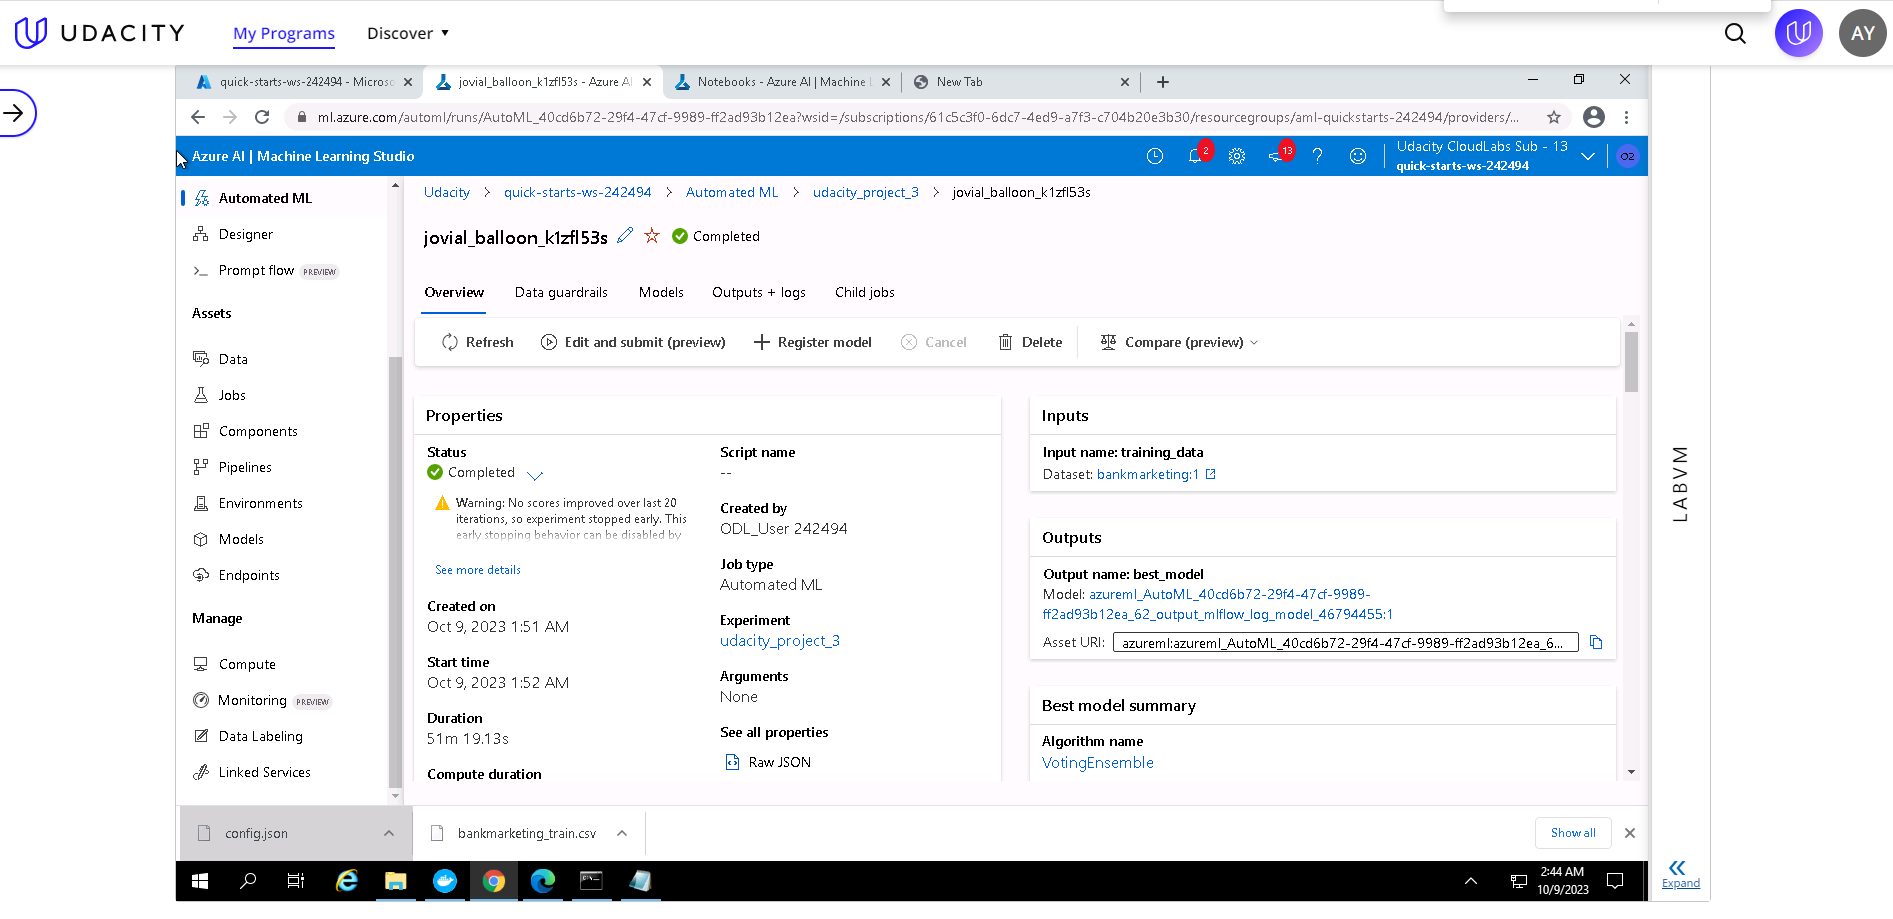 UDACITY
My Programs
Discover
AY
quick-starts-ws-242494 - Microso
jovial_balloon_k1zfl53s - Azure AI
Notebooks - Azure AI | Machine L
New Tab
ml.azure.com/automl/runs/AutoML_40cd6b72-29f4-47cf-9989-ff2ad93b12ea?wsid=/subscriptions/61c5c3f0-6dc7-4ed9-a7f3-c704b20e3b30/resourcegroups/aml-quickstarts-242494/providers/...
Azure AI | Machine Learning Studio
2
13
Udacity CloudLabs Sub - 13
quick-starts-ws-242494
O2
Automated ML
Designer
Prompt flow PREVIEW
Assets
Data
Jobs
Components
Pipelines
Environments
Models
Endpoints
Manage
Compute
Monitoring PREVIEW
Data Labeling
Linked Services
Udacity > quick-starts-ws-242494 > Automated ML > udacity_project_3 > jovial_balloon_k1zfl53s
jovial_balloon_k1zfl53s
Completed
Overview
Data guardrails
Models
Outputs + logs
Child jobs
Refresh
Edit and submit (preview)
Register model
Cancel
Delete
Compare (preview)
Properties
Status
Completed
Warning: No scores improved over last 20
iterations, so experiment stopped early. This
early stopping behavior can be disabled by
See more details
Created on
Oct 9, 2023 1:51 AM
Start time
Oct 9, 2023 1:52 AM
Duration
51m 19.13s
Compute duration
Script name
--
Created by
ODL_User 242494
Job type
Automated ML
Experiment
udacity_project_3
Arguments
None
See all properties
Raw JSON
Inputs
Input name: training_data
Dataset: bankmarketing:1
Outputs
Output name: best_model
Model: azureml_AutoML_40cd6b72-29f4-47cf-9989-
ff2ad93b12ea_62_output_mlflow_log_model_46794455:1
Asset URI: azureml:azureml_AutoML_40cd6b72-29f4-47cf-9989-ff2ad93b12ea_6...
Best model summary
Algorithm name
VotingEnsemble
LABVM
config.json
bankmarketing_train.csv
Show all
2:44 AM
10/9/2023
Expand